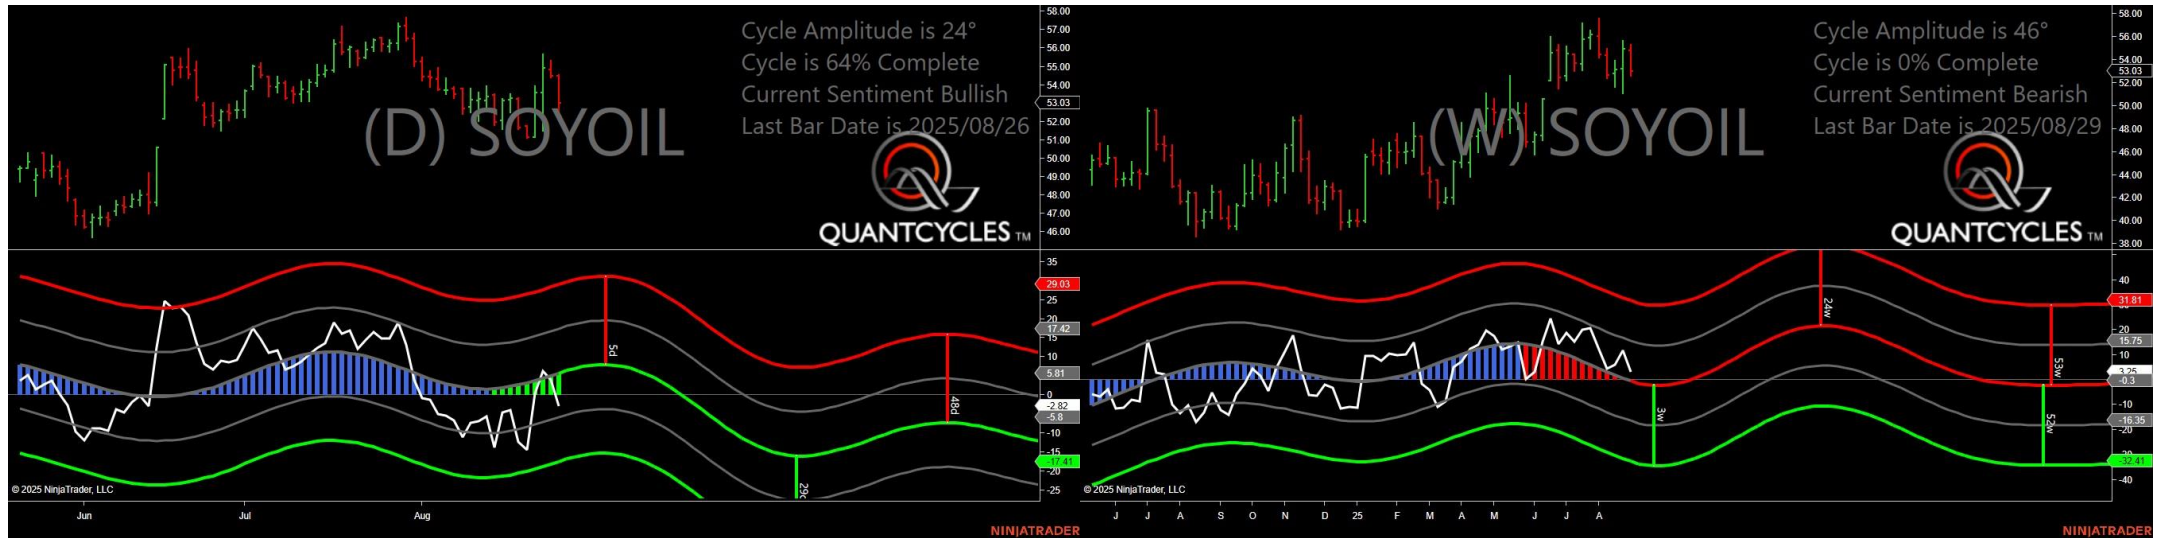 Cycle Amplitude is 24°
Cycle is 64% Complete
Current Sentiment Bullish
Last Bar Date is 2025/08/26
(D) SOYOIL
QUANTCYCLES TM
58.00
57.00
56.00
55.00
54.00
53.03
52.00
51.00
50.00
49.00
48.00
47.00
46.00
35
29.03
25
20
17.42
15
10
5.81
0
-2.82
-5.8
-10
-15
-17.41
-20
-25
5d
48d
© 2025 NinjaTrader, LLC
Jun Jul Aug
NINJATRADER
Cycle Amplitude is 46°
Cycle is 0% Complete
Current Sentiment Bearish
Last Bar Date is 2025/08/29
(W) SOYOIL
QUANTCYCLES TM
58.00
56.00
54.00
53.03
52.00
50.00
48.00
46.00
44.00
42.00
40.00
38.00
40
31.81
20
15.75
10
3.25
-0.3
-10
-16.35
-20
-32.41
-40
24w
3w
53w
52w
© 2025 NinjaTrader, LLC
J J A S O N D 25 F M A M J J A
NINJATRADER